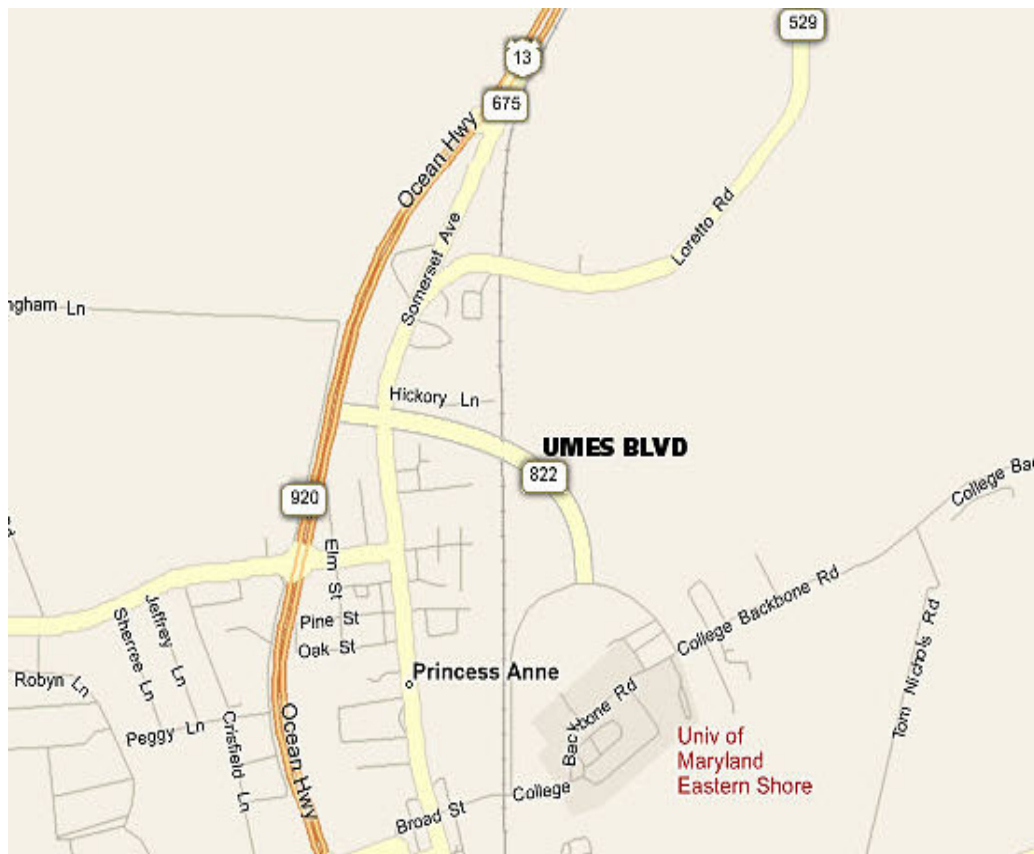 529
13
675
Ocean Hwy
Loretto Rd
Somerset Ave
ngham Ln
Hickory Ln
UMES BLVD
822
College Bac
920
Elm St
College Backbone Rd
Jeffrey Ln
Sherree Ln
Pine St
Oak St
Tom Nichols Rd
Princess Anne
Robyn Ln
Backbone Rd
Peggy Ln
Crisfield Ln
Ocean Hwy
Univ of
Maryland
Eastern Shore
College
Broad St